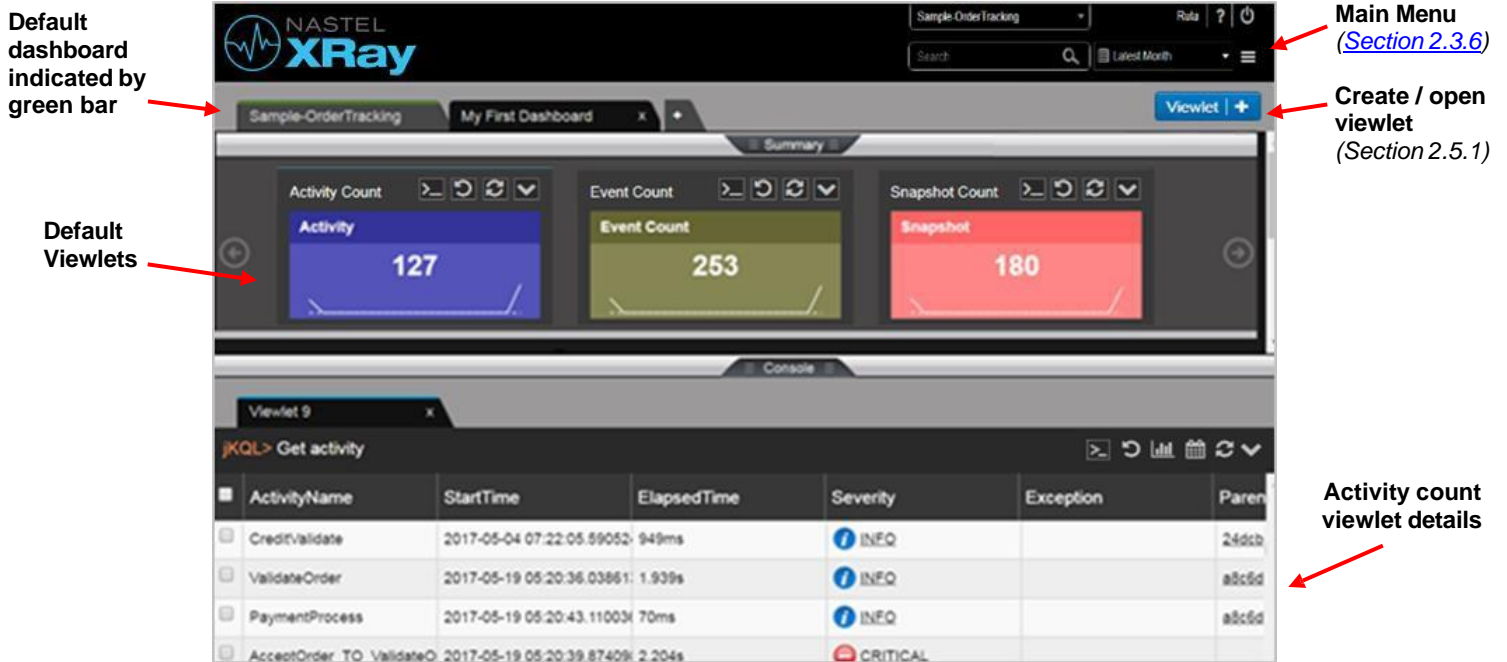 Default
dashboard
indicated by
green bar
Default
Viewlets
NASTEL
XRay
Sample-OrderTracking
Ruta
?
Search
Latest Month
Main Menu
(Section 2.3.6)
Create / open
viewlet
(Section 2.5.1)
Sample-OrderTracking
My First Dashboard x
+
Viewlet | +
Summary
Activity Count
Activity
127
Event Count
Event Count
253
Snapshot Count
Snapshot
180
Console
Viewlet 9 x
jKQL> Get activity
ActivityName StartTime ElapsedTime Severity Exception Paren
CreditValidate 2017-05-04 07:22:05.59052 949ms INFO 24dcb
ValidateOrder 2017-05-19 05:20:36.03861 1.939s INFO a8c6d
PaymentProcess 2017-05-19 05:20:43.11003 70ms INFO a8c6d
AcceptOrder_TO_ValidateO 2017-05-19 05:20:39.87409 2.204s CRITICAL
Activity count
viewlet details